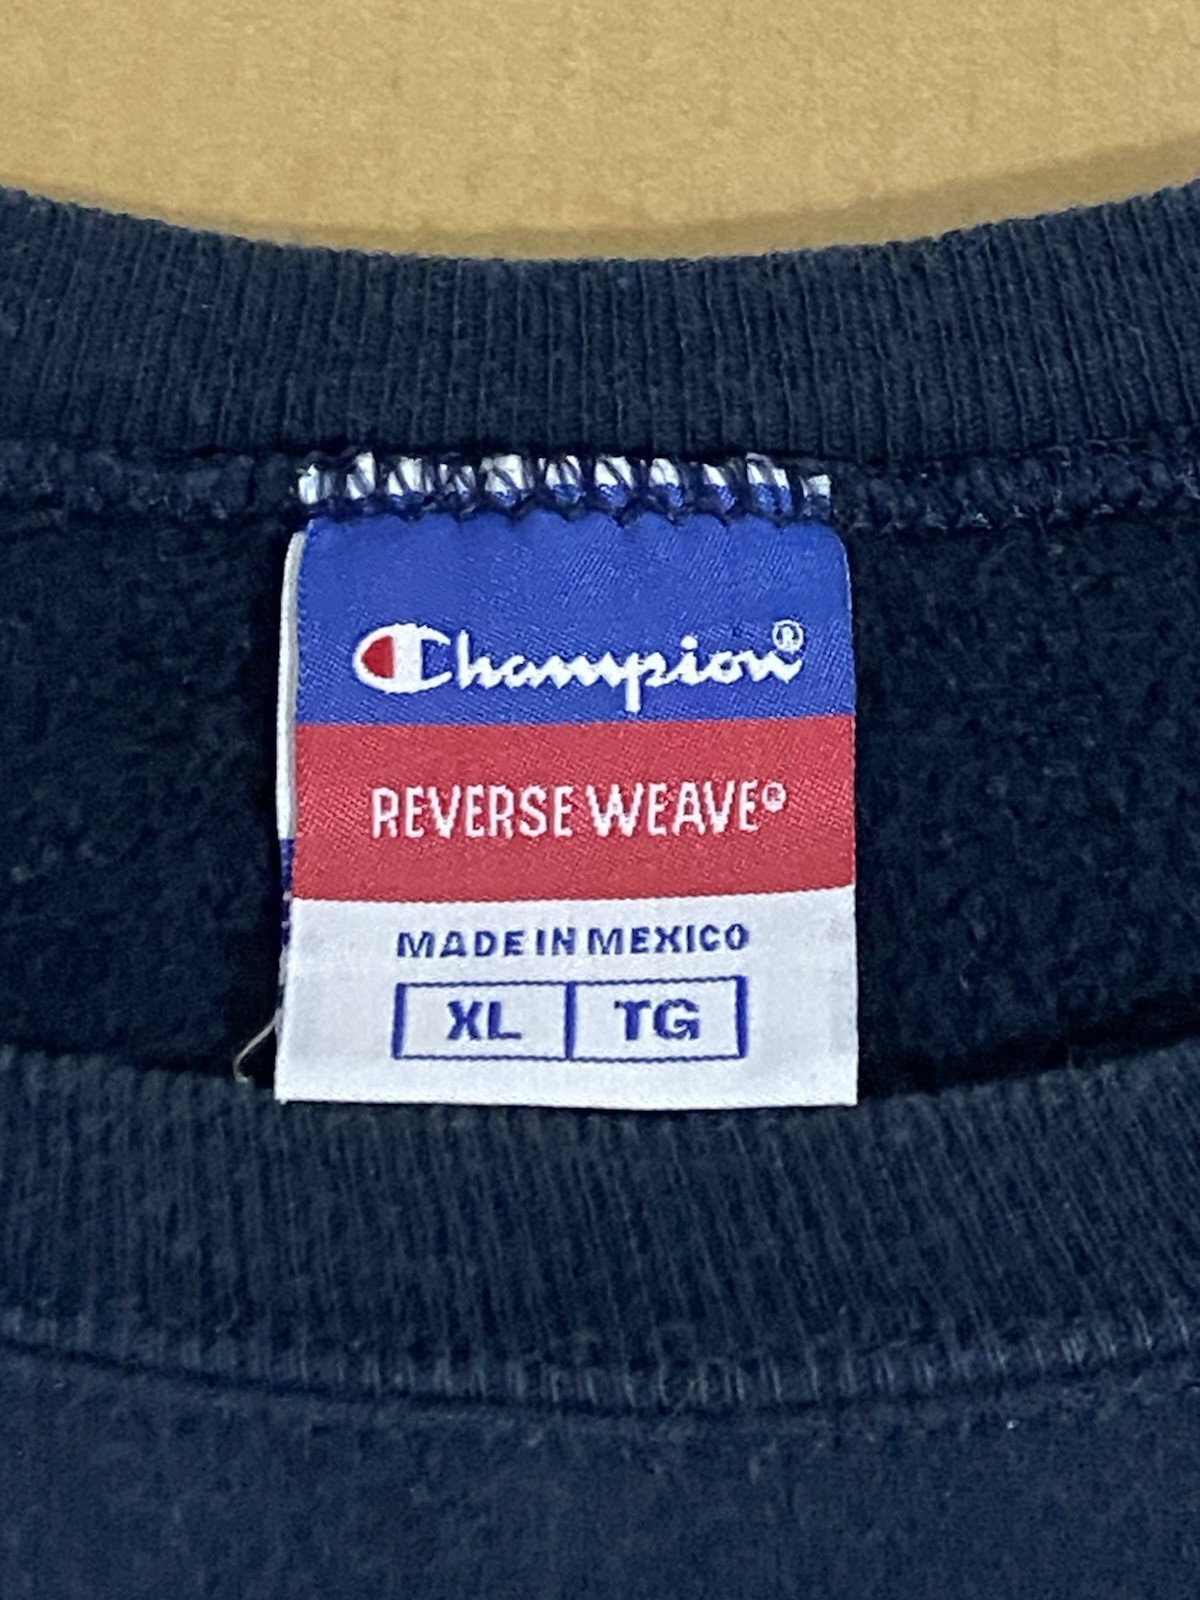 Champion®
REVERSE WEAVE®
MADE IN MEXICO
XL TG